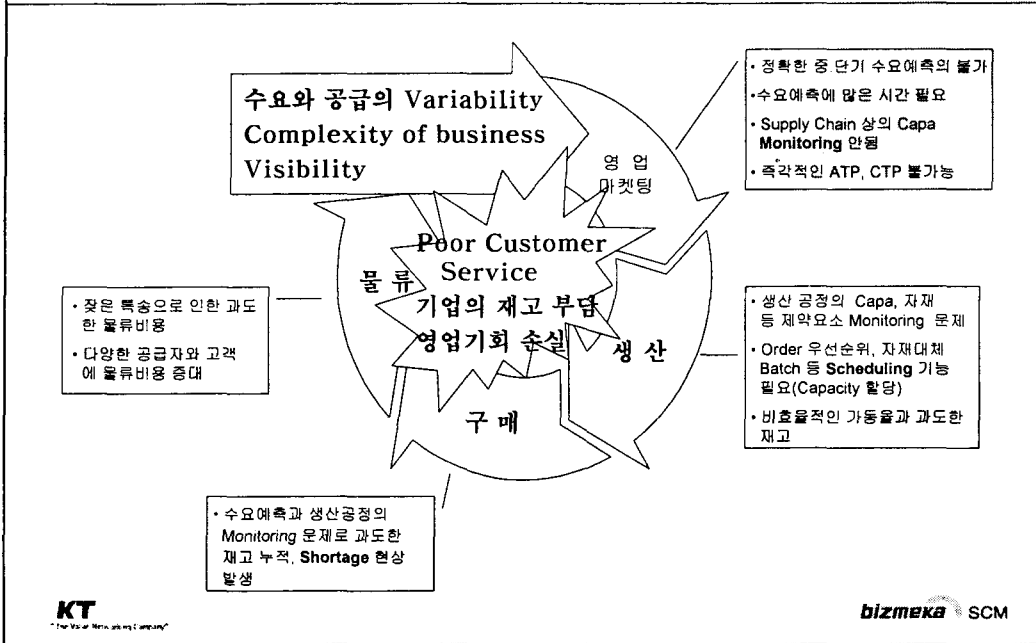 수요와 공급의 Variability
Complexity of business
Visibility
영 업
마켓팅
• 정확한 중.단기 수요예측의 불가
•수요예측에 많은 시간 필요
• Supply Chain 상의 Capa
Monitoring 안됨
• 즉각적인 ATP, CTP 불가능
Poor Customer
Service
기업의 재고 부담
영업기회 손실
물 류
• 잦은 특송으로 인한 과도
한 물류비용
• 다양한 공급자와 고객
에 물류비용 증대
생 산
• 생산 공정의 Capa, 자재
등 제약요소 Monitoring 문제
• Order 우선순위, 자재대체
Batch 등 Scheduling 기능
필요(Capacity 할당)
• 비효율적인 가동율과 과도한
재고
구 매
• 수요예측과 생산공정의
Monitoring 문제로 과도한
재고 누적, Shortage 현상
발생
KT
"The Value Networking Company"
bizmeka SCM